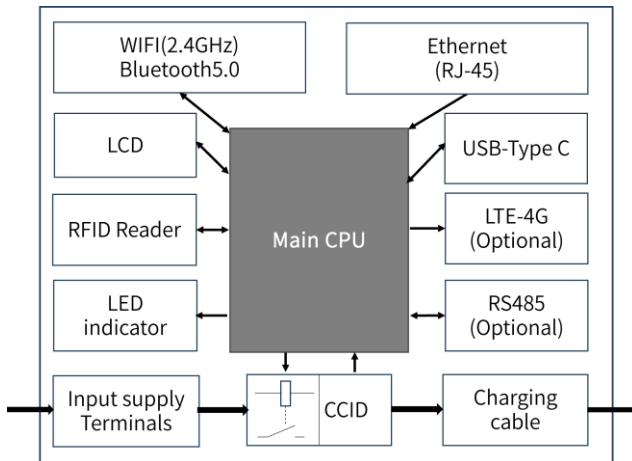 WIFI(2.4GHz)
Bluetooth5.0
Ethernet
(RJ-45)
LCD
USB-Type C
RFID Reader
Main CPU
LTE-4G
(Optional)
LED
indicator
RS485
(Optional)
Input supply
Terminals
CCID
Charging
cable